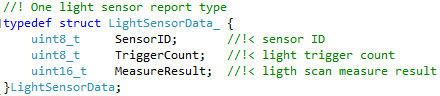 //! One light sensor report type
typedef struct LightSensorData_ {
uint8_t SensorID; //!< sensor ID
uint8_t TriggerCount; //!< light trigger count
uint16_t MeasureResult; //!< ligth scan measure result
}LightSensorData;